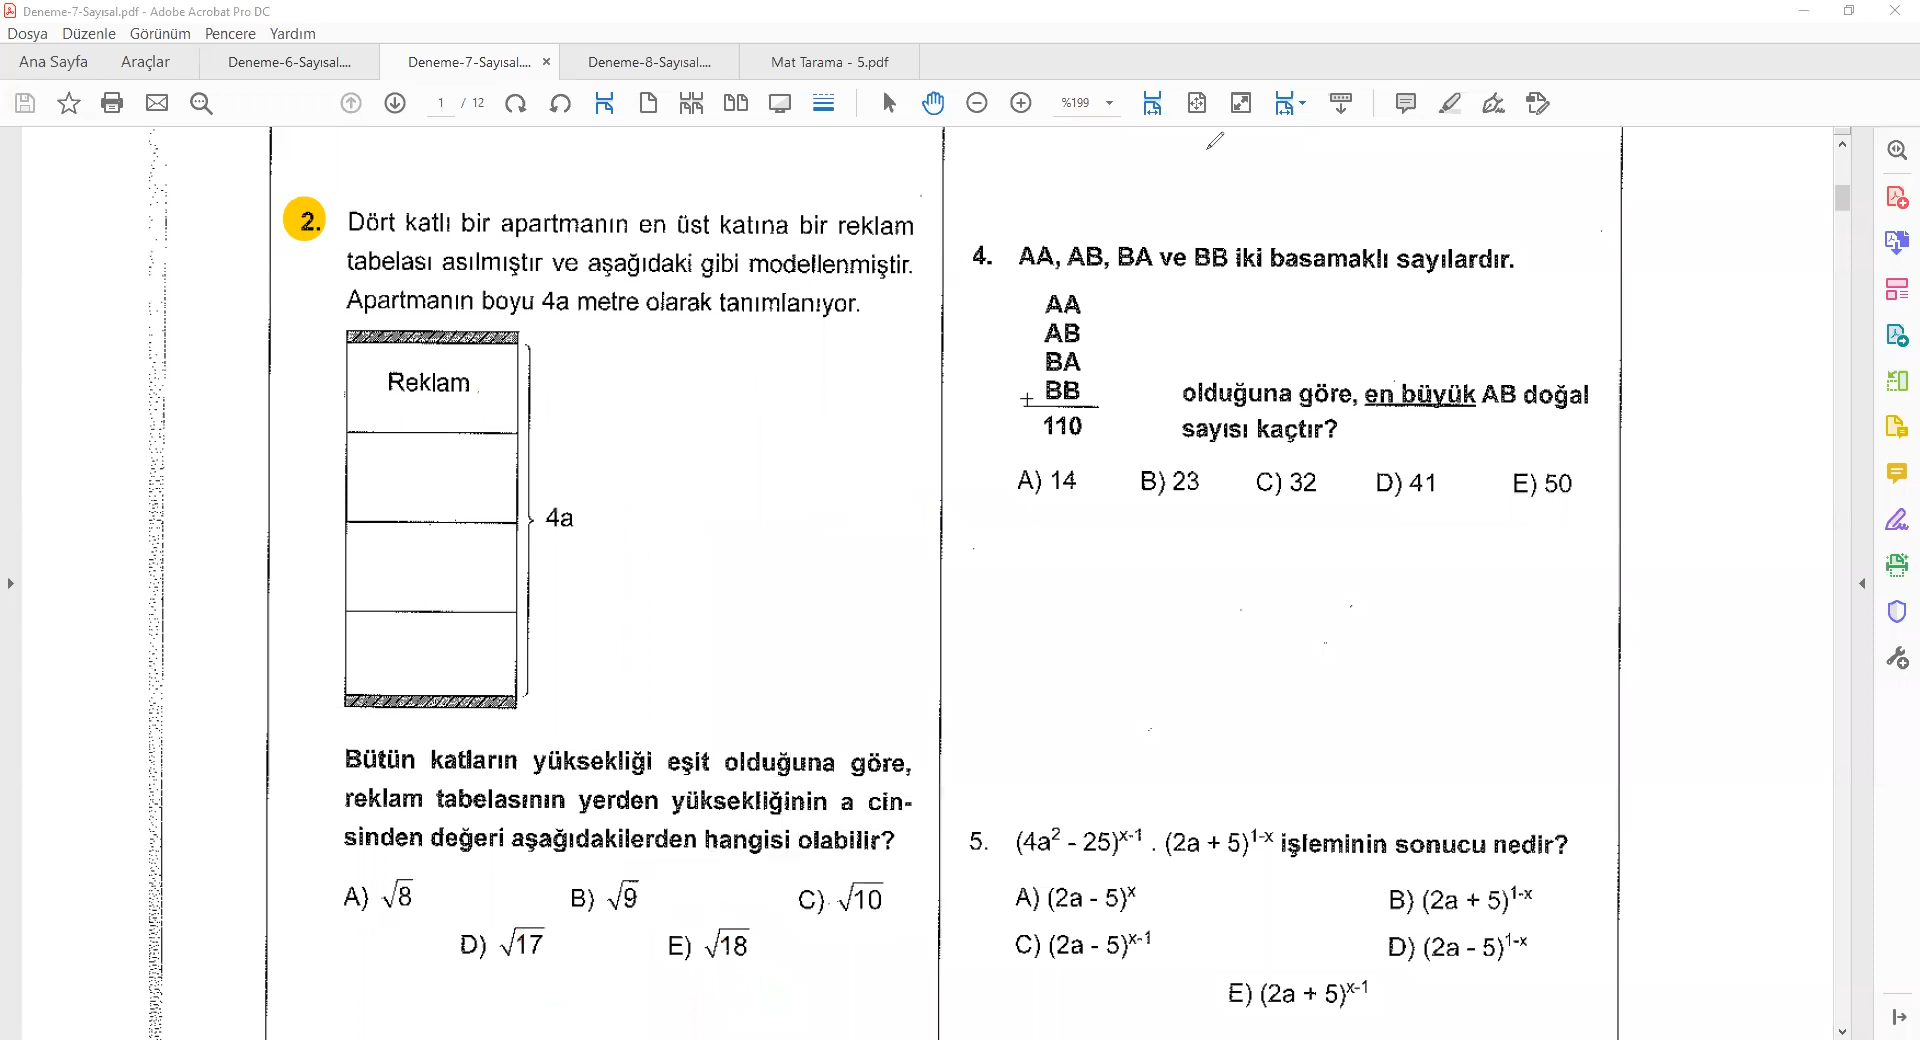 Deneme-7-Sayısal.pdf - Adobe Acrobat Pro DC
Dosya Düzenle Görünüm Pencere Yardım
Ana Sayfa Araçlar Deneme-6-Sayısal.... Deneme-7-Sayısal.... × Deneme-8-Sayısal.... Mat Tarama - 5.pdf
1 / 12 %199
2. Dört katlı bir apartmanın en üst katına bir reklam
tabelası asılmıştır ve aşağıdaki gibi modellenmiştir.
Apartmanın boyu 4a metre olarak tanımlanıyor.
Reklam
4a
Bütün katların yüksekliği eşit olduğuna göre,
reklam tabelasının yerden yüksekliğinin a cin-
sinden değeri aşağıdakilerden hangisi olabilir?
A) √8 B) √9 C) √10
D) √17 E) √18
4. AA, AB, BA ve BB iki basamaklı sayılardır.
AA
AB
BA
+ BB
110
olduğuna göre, en büyük AB doğal
sayısı kaçtır?
A) 14 B) 23 C) 32 D) 41 E) 50
5. (4a² - 25)ˣ⁻¹ . (2a + 5)¹⁻ˣ işleminin sonucu nedir?
A) (2a - 5)ˣ B) (2a + 5)¹⁻ˣ
C) (2a - 5)ˣ⁻¹ D) (2a - 5)¹⁻ˣ
E) (2a + 5)ˣ⁻¹